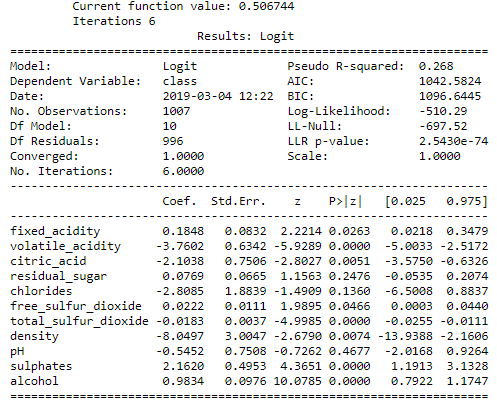 Current function value: 0.506744
Iterations 6
Results: Logit
=================================================================
Model: Logit Pseudo R-squared: 0.268
Dependent Variable: class AIC: 1042.5824
Date: 2019-03-04 12:22 BIC: 1096.6445
No. Observations: 1007 Log-Likelihood: -510.29
Df Model: 10 LL-Null: -697.52
Df Residuals: 996 LLR p-value: 2.5430e-74
Converged: 1.0000 Scale: 1.0000
No. Iterations: 6.0000
-----------------------------------------------------------------
Coef. Std.Err. z P>|z| [0.025 0.975]
-----------------------------------------------------------------
fixed_acidity 0.1848 0.0832 2.2214 0.0263 0.0218 0.3479
volatile_acidity -3.7602 0.6342 -5.9289 0.0000 -5.0033 -2.5172
citric_acid -2.1038 0.7506 -2.8027 0.0051 -3.5750 -0.6326
residual_sugar 0.0769 0.0665 1.1563 0.2476 -0.0535 0.2074
chlorides -2.8085 1.8839 -1.4909 0.1360 -6.5008 0.8837
free_sulfur_dioxide 0.0222 0.0111 1.9895 0.0466 0.0003 0.0440
total_sulfur_dioxide -0.0183 0.0037 -4.9985 0.0000 -0.0255 -0.0111
density -8.0497 3.0047 -2.6790 0.0074 -13.9388 -2.1606
pH -0.5452 0.7508 -0.7262 0.4677 -2.0168 0.9264
sulphates 2.1620 0.4953 4.3651 0.0000 1.1913 3.1328
alcohol 0.9834 0.0976 10.0785 0.0000 0.7922 1.1747
=================================================================